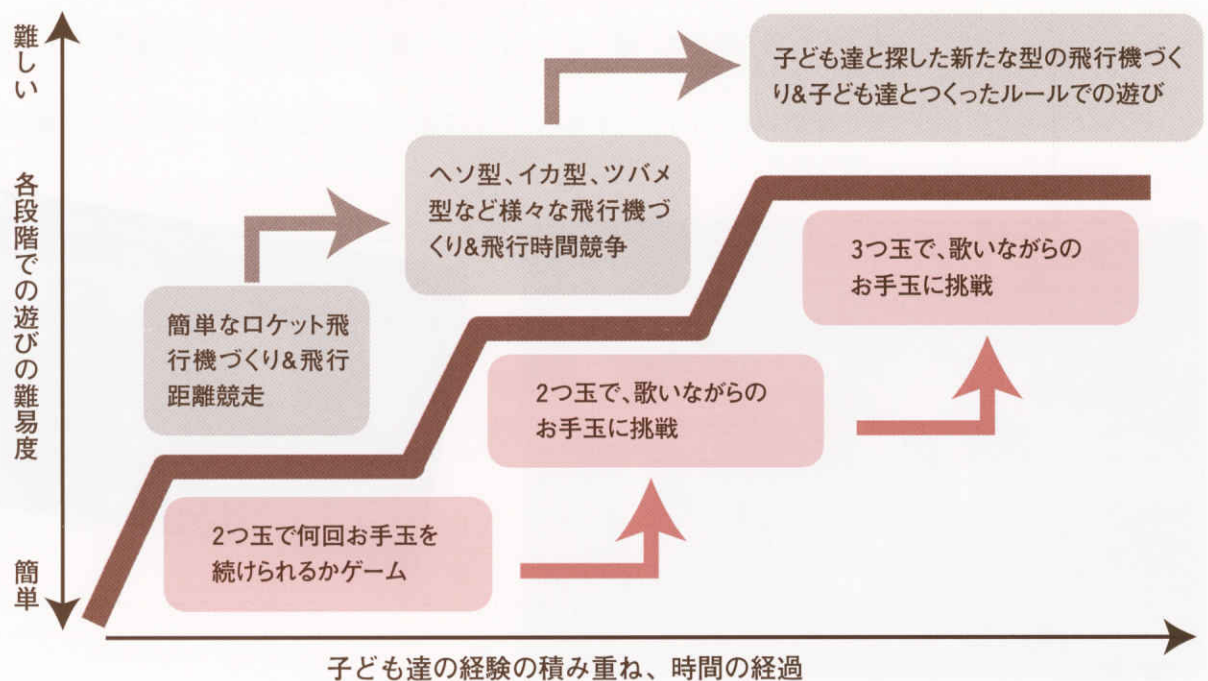 難しい
各段階での遊びの難易度
簡単
子ども達と探した新たな型の飛行機づく
り&子ども達とつくったルールでの遊び
ヘソ型、イカ型、ツバメ
型など様々な飛行機づ
くり&飛行時間競争
簡単なロケット飛
行機づくり&飛行
距離競走
3つ玉で、歌いながらの
お手玉に挑戦
2つ玉で、歌いながらの
お手玉に挑戦
2つ玉で何回お手玉を
続けられるかゲーム
子ども達の経験の積み重ね、時間の経過